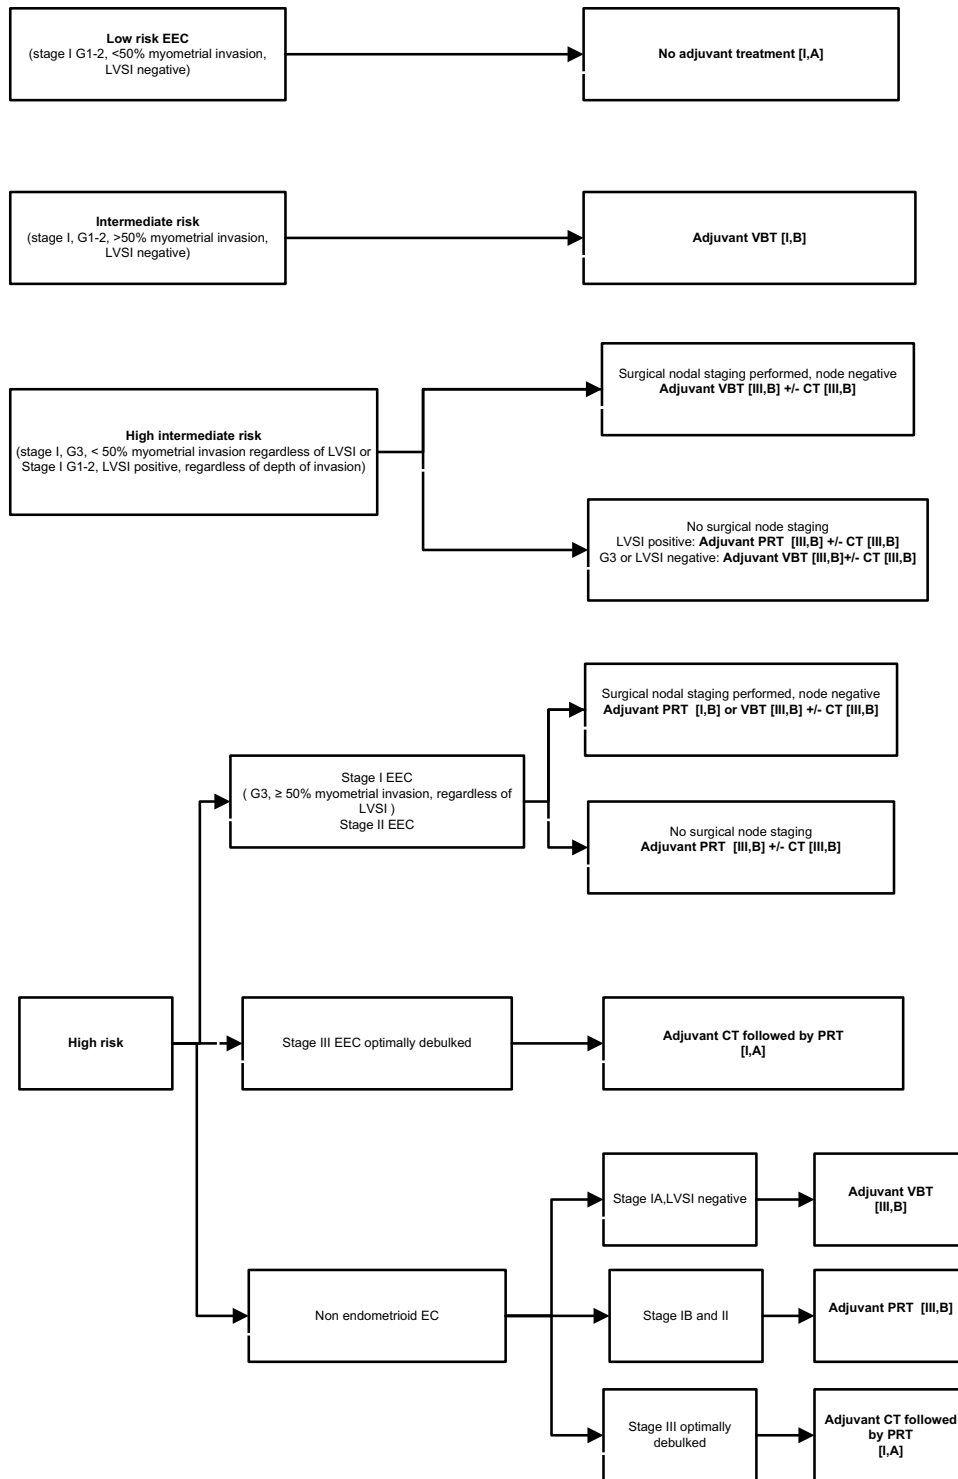 Low risk EEC
(stage I G1-2, <50% myometrial invasion,
LVSI negative)
No adjuvant treatment [I,A]
Intermediate risk
(stage I, G1-2, >50% myometrial invasion,
LVSI negative)
Adjuvant VBT [I,B]
High intermediate risk
(stage I, G3, < 50% myometrial invasion regardless of LVSI or
Stage I G1-2, LVSI positive, regardless of depth of invasion)
Surgical nodal staging performed, node negative
Adjuvant VBT [III,B] +/- CT [III,B]
No surgical node staging
LVSI positive: Adjuvant PRT [III,B] +/- CT [III,B]
G3 or LVSI negative: Adjuvant VBT [III,B]+/- CT [III,B]
High risk
Stage I EEC
( G3, ≥ 50% myometrial invasion, regardless of
LVSI )
Stage II EEC
Surgical nodal staging performed, node negative
Adjuvant PRT [I,B] or VBT [III,B] +/- CT [III,B]
No surgical node staging
Adjuvant PRT [III,B] +/- CT [III,B]
Stage III EEC optimally debulked
Adjuvant CT followed by PRT
[I,A]
Non endometrioid EC
Stage IA,LVSI negative
Adjuvant VBT
[III,B]
Stage IB and II
Adjuvant PRT [III,B]
Stage III optimally
debulked
Adjuvant CT followed
by PRT
[I,A]